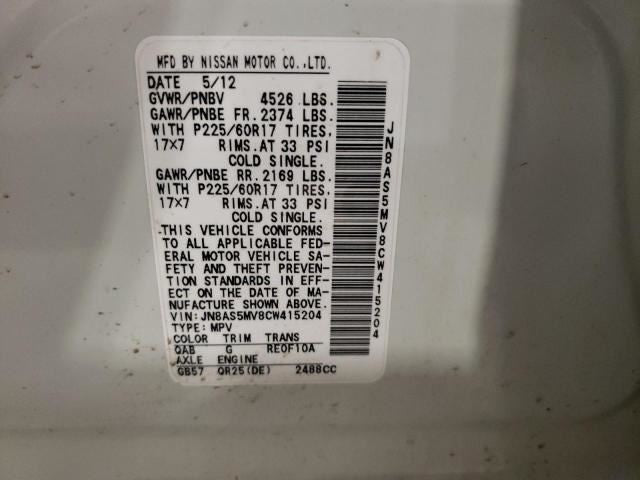 MFD BY NISSAN MOTOR CO.,LTD.
DATE 5/12
GVWR/PNBV 4526 LBS.
GAWR/PNBE FR.2374 LBS.
WITH P225/60R17 TIRES,
17×7 RIMS.AT 33 PSI
COLD SINGLE.
GAWR/PNBE RR.2169 LBS.
WITH P225/60R17 TIRES,
17×7 RIMS.AT 33 PSI
COLD SINGLE.
THIS VEHICLE CONFORMS
TO ALL APPLICABLE FED-
ERAL MOTOR VEHICLE SA-
FETY AND THEFT PREVEN-
TION STANDARDS IN EFF-
ECT ON THE DATE OF MA-
NUFACTURE SHOWN ABOVE.
VIN: JN8AS5MV8CW415204
TYPE: MPV
COLOR TRIM TRANS
QAB G RE0F10A
AXLE ENGINE
GB57 QR25(DE) 2488CC
JN8AS5MV8CW415204